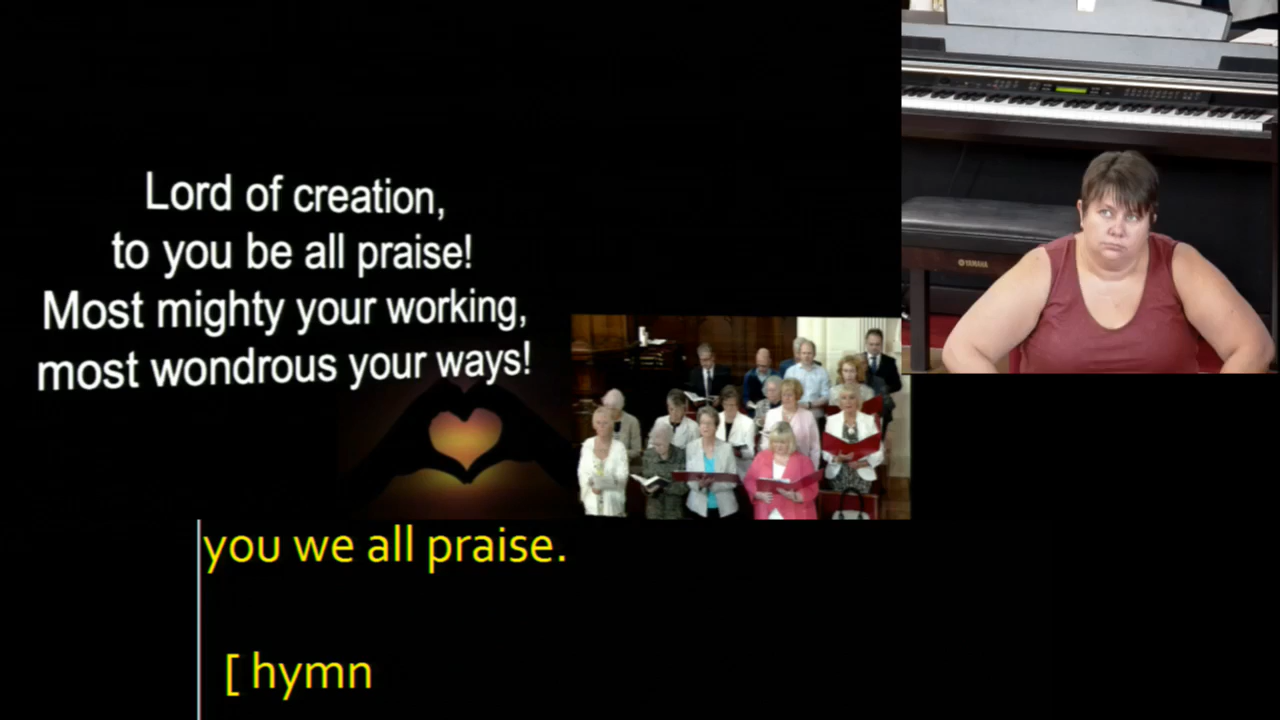 Lord of creation,
to you be all praise!
Most mighty your working,
most wondrous your ways!
YAMAHA
you we all praise.
[ hymn